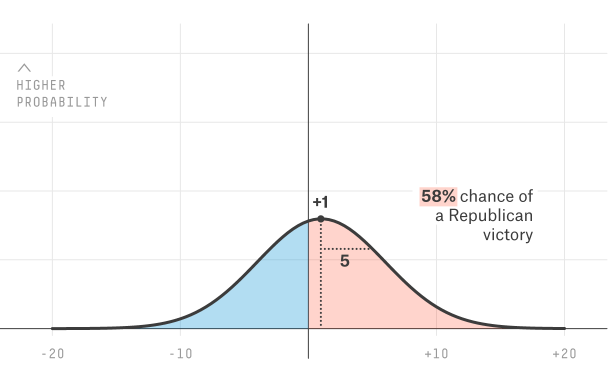 HIGHER
PROBABILITY
+1
58% chance of
a Republican
victory
5
-20
-10
+10
+20